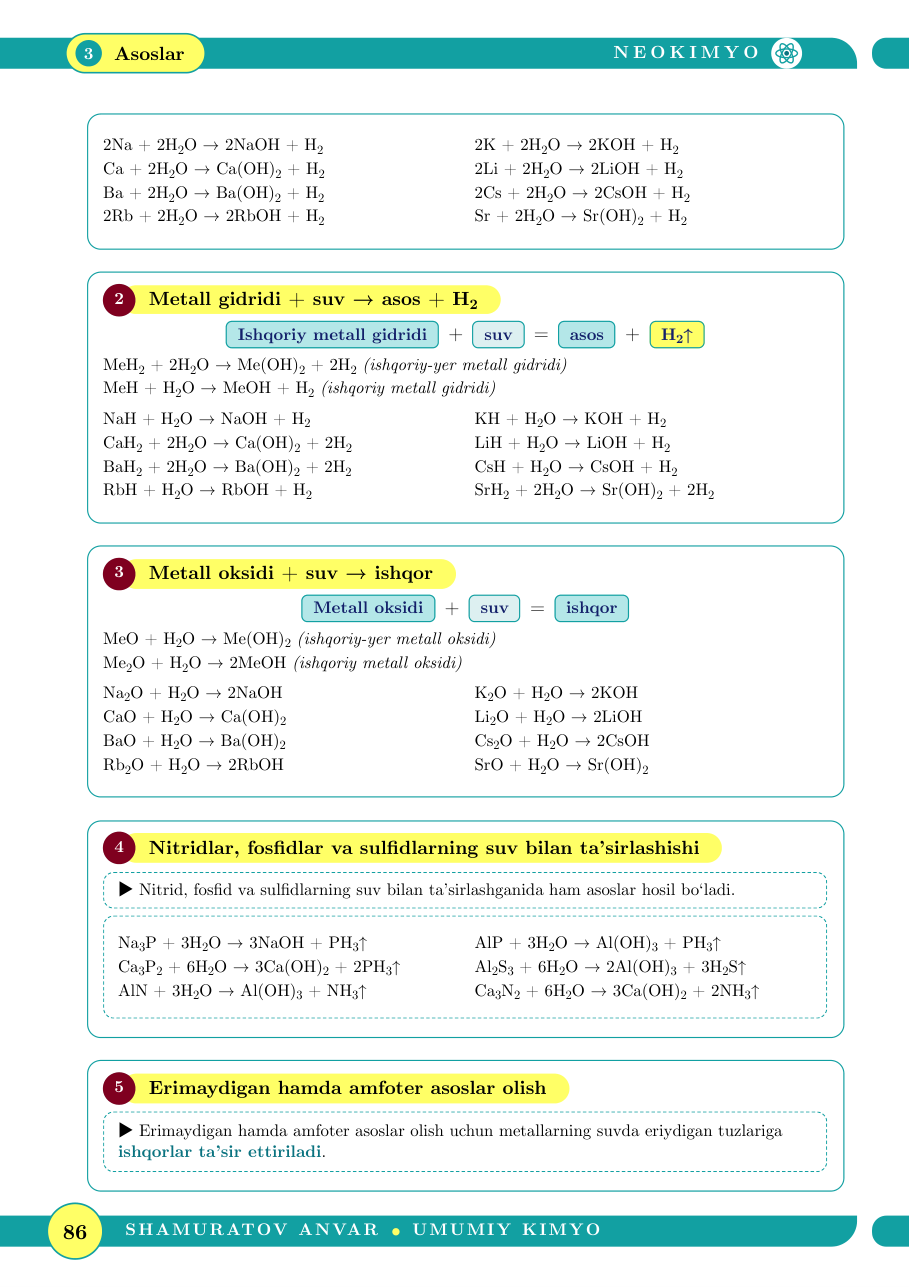 3 Asoslar
NEOKIMYO
2Na + 2H₂O → 2NaOH + H₂
Ca + 2H₂O → Ca(OH)₂ + H₂
Ba + 2H₂O → Ba(OH)₂ + H₂
2Rb + 2H₂O → 2RbOH + H₂
2K + 2H₂O → 2KOH + H₂
2Li + 2H₂O → 2LiOH + H₂
2Cs + 2H₂O → 2CsOH + H₂
Sr + 2H₂O → Sr(OH)₂ + H₂
2 Metall gidridi + suv → asos + H₂
Ishqoriy metall gidridi + suv = asos + H₂↑
MeH₂ + 2H₂O → Me(OH)₂ + 2H₂ (ishqoriy-yer metall gidridi)
MeH + H₂O → MeOH + H₂ (ishqoriy metall gidridi)
NaH + H₂O → NaOH + H₂
CaH₂ + 2H₂O → Ca(OH)₂ + 2H₂
BaH₂ + 2H₂O → Ba(OH)₂ + 2H₂
RbH + H₂O → RbOH + H₂
KH + H₂O → KOH + H₂
LiH + H₂O → LiOH + H₂
CsH + H₂O → CsOH + H₂
SrH₂ + 2H₂O → Sr(OH)₂ + 2H₂
3 Metall oksidi + suv → ishqor
Metall oksidi + suv = ishqor
MeO + H₂O → Me(OH)₂ (ishqoriy-yer metall oksidi)
Me₂O + H₂O → 2MeOH (ishqoriy metall oksidi)
Na₂O + H₂O → 2NaOH
CaO + H₂O → Ca(OH)₂
BaO + H₂O → Ba(OH)₂
Rb₂O + H₂O → 2RbOH
K₂O + H₂O → 2KOH
Li₂O + H₂O → 2LiOH
Cs₂O + H₂O → 2CsOH
SrO + H₂O → Sr(OH)₂
4 Nitridlar, fosfidlar va sulfidlarning suv bilan ta’sirlashishi
▶ Nitrid, fosfid va sulfidlarning suv bilan ta’sirlashganida ham asoslar hosil bo‘ladi.
Na₃P + 3H₂O → 3NaOH + PH₃↑
Ca₃P₂ + 6H₂O → 3Ca(OH)₂ + 2PH₃↑
AlN + 3H₂O → Al(OH)₃ + NH₃↑
AlP + 3H₂O → Al(OH)₃ + PH₃↑
Al₂S₃ + 6H₂O → 2Al(OH)₃ + 3H₂S↑
Ca₃N₂ + 6H₂O → 3Ca(OH)₂ + 2NH₃↑
5 Erimaydigan hamda amfoter asoslar olish
▶ Erimaydigan hamda amfoter asoslar olish uchun metallarning suvda eriydigan tuzlariga
ishqorlar ta’sir ettiriladi.
86 SHAMURATOV ANVAR • UMUMIY KIMYO